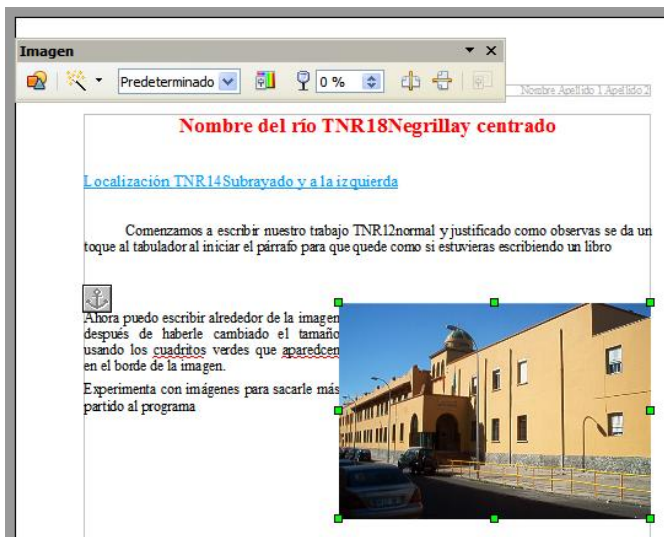 Imagen
Predeterminado
0 %
Nombre Apellido 1 Apellido 2
Nombre del río TNR18Negrillay centrado
Localización TNR14Subrayado y a la izquierda
Comenzamos a escribir nuestro trabajo TNR12normal y justificado como observas se da un
toque al tabulador al iniciar el párrafo para que quede como si estuvieras escribiendo un libro
Ahora puedo escribir alrededor de la imagen
después de haberle cambiado el tamaño
usando los cuadritos verdes que aparedcen
en el borde de la imagen.
Experimenta con imágenes para sacarle más
partido al programa